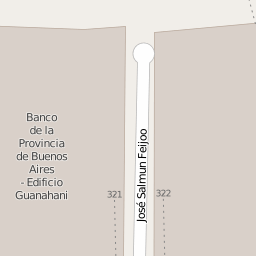 Banco
de la
Provincia
de Buenos
Aires
- Edificio
Guanahani
José Salmun Feijoo
321
322